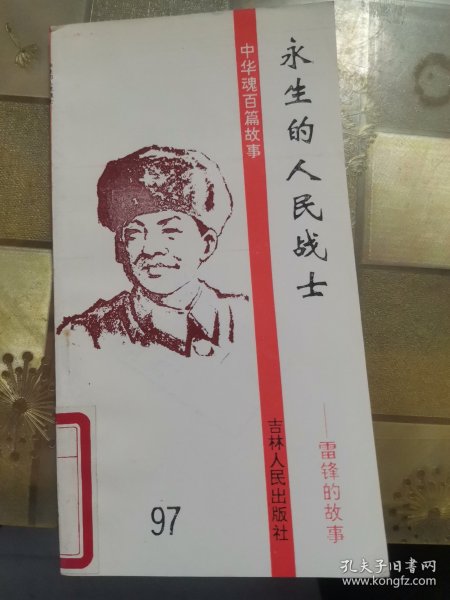 永生的人民战士
——雷锋的故事
中华魂百篇故事
吉林人民出版社
97
孔夫子旧书网
www.kongfz.com